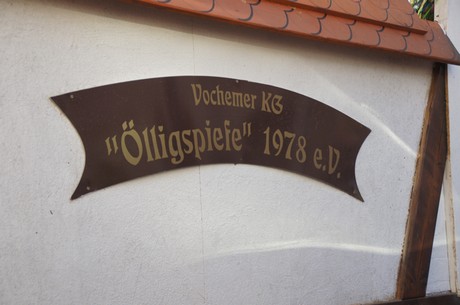 Vochemer KG
"Ölligspiefe" 1978 e.V.